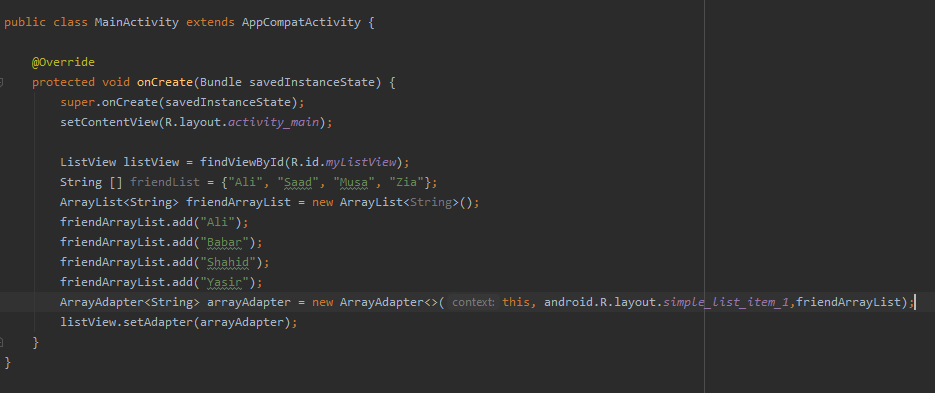 public class MainActivity extends AppCompatActivity {
@Override
protected void onCreate(Bundle savedInstanceState) {
super.onCreate(savedInstanceState);
setContentView(R.layout.activity_main);
ListView listView = findViewById(R.id.myListView);
String [] friendList = {"Ali", "Saad", "Musa", "Zia"};
ArrayList<String> friendArrayList = new ArrayList<String>();
friendArrayList.add("Ali");
friendArrayList.add("Babar");
friendArrayList.add("Shahid");
friendArrayList.add("Yasir");
ArrayAdapter<String> arrayAdapter = new ArrayAdapter<>( context: this, android.R.layout.simple_list_item_1,friendArrayList);
listView.setAdapter(arrayAdapter);
}
}